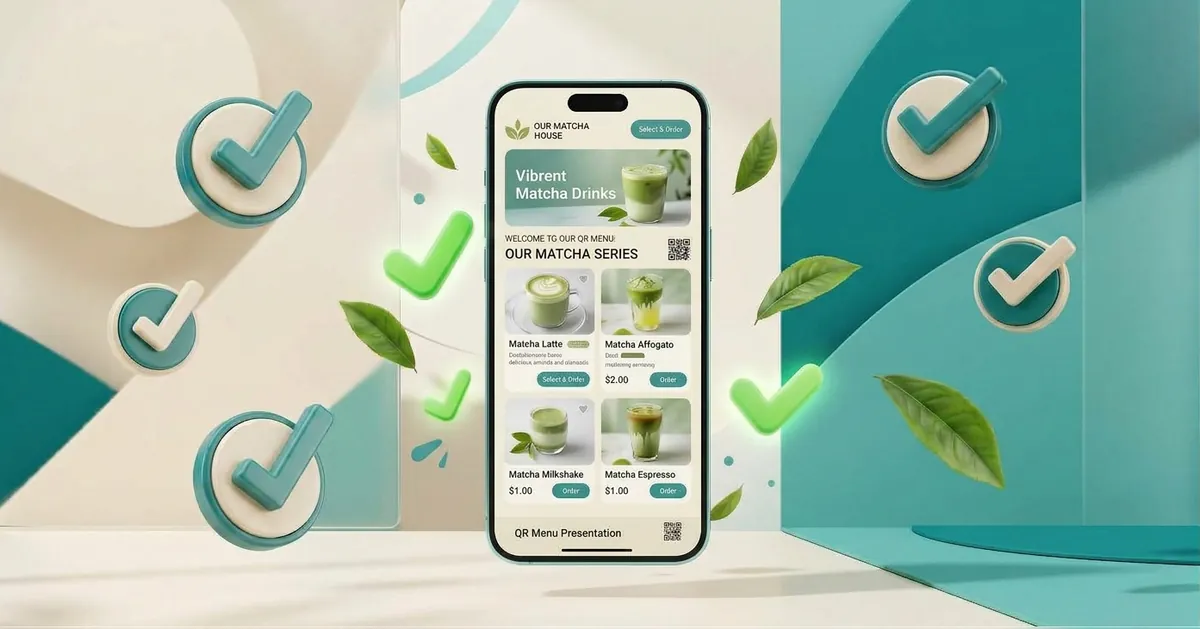 OUR MATCHA
HOUSE
Select & Order
Vibrent
Matcha Drinks
WELCOME TG OUR QR MENU:
OUR MATCHA SERIES
Matcha Latte
delicious
Select & Order
Matcha Affogato
$2.00
Order
Matcha Milkshake
$1.00
Order
Matcha Espresso
$1.00
Order
QR Menu Presentation